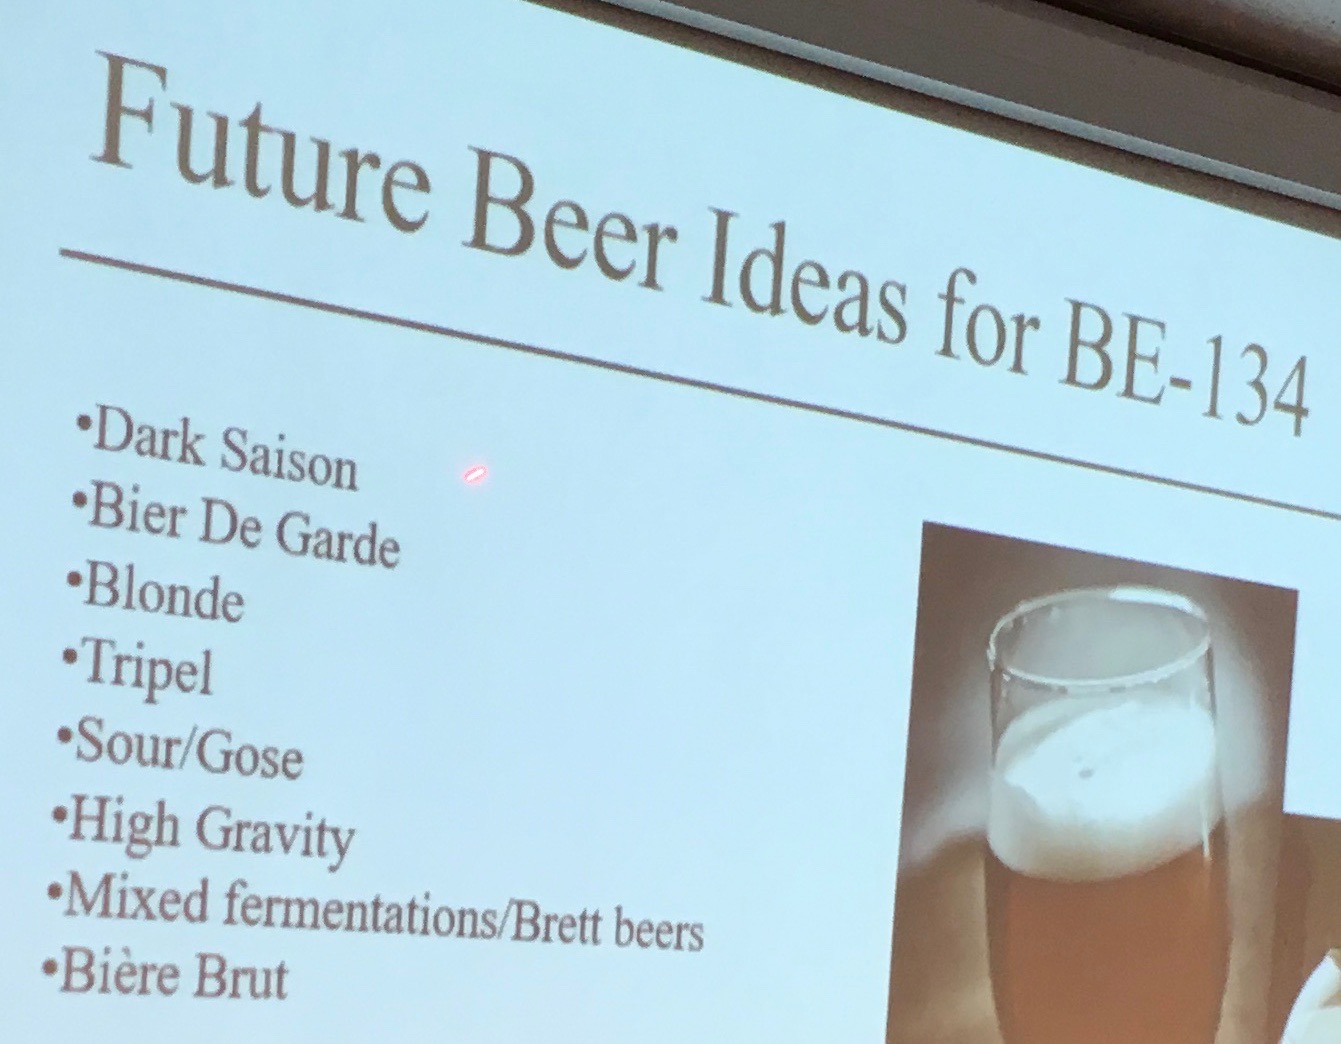 Future Beer Ideas for BE-134
•Dark Saison
•Bier De Garde
•Blonde
•Tripel
•Sour/Gose
•High Gravity
•Mixed fermentations/Brett beers
•Bière Brut